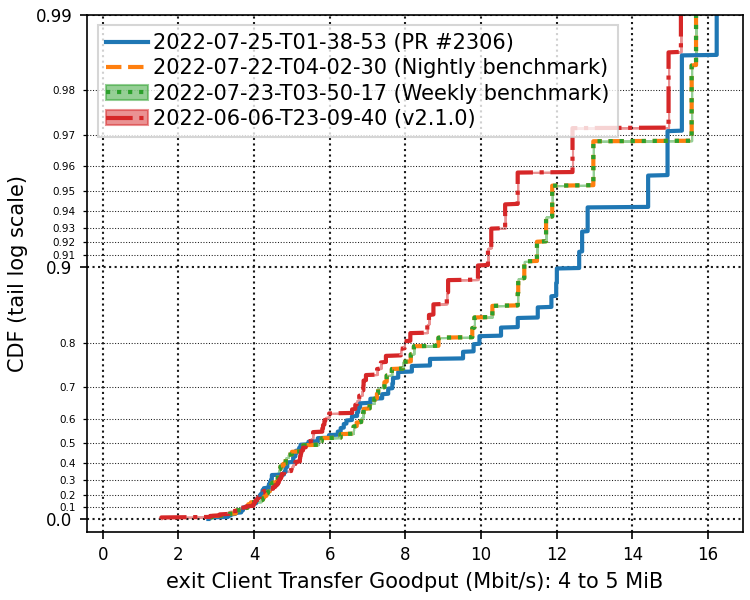 0.99
2022-07-25-T01-38-53 (PR #2306)
2022-07-22-T04-02-30 (Nightly benchmark)
2022-07-23-T03-50-17 (Weekly benchmark)
2022-06-06-T23-09-40 (v2.1.0)
0.98
0.97
0.96
0.95
0.94
0.93
0.92
0.91
0.9
0.8
0.7
0.6
0.5
0.4
0.3
0.2
0.1
0.0
CDF (tail log scale)
0 2 4 6 8 10 12 14 16
exit Client Transfer Goodput (Mbit/s): 4 to 5 MiB